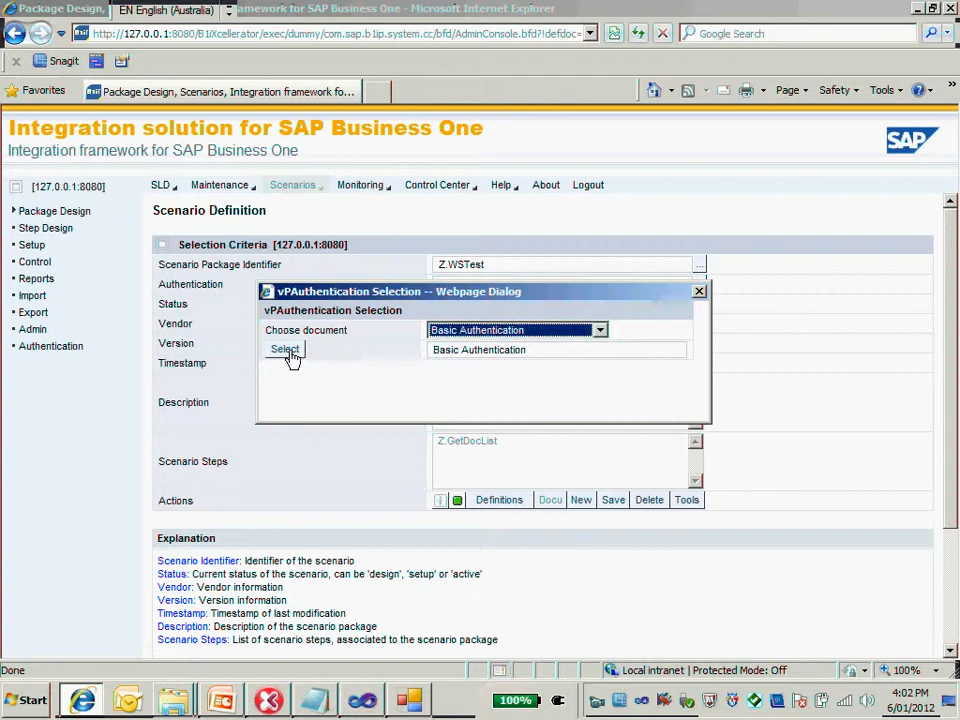 Package Design,
EN English (Australia)
amework for SAP Business One - Microsoft Internet Explorer
http://127.0.0.1:8080/B1iXcellerator/exec/dummy/com.sap.b1ip.system.cc/bfd/AdminConsole.bfd?!defdoc=
Google Search
Snagit
Favorites
Package Design, Scenarios, Integration framework fo...
Page
Safety
Tools
Integration solution for SAP Business One
Integration framework for SAP Business One
SAP
[127.0.0.1:8080]
SLD
Maintenance
Scenarios
Monitoring
Control Center
Help
About
Logout
Package Design
Step Design
Setup
Control
Reports
Import
Export
Admin
Authentication
Scenario Definition
Selection Criteria [127.0.0.1:8080]
Scenario Package Identifier
Z.WSTest
...
Authentication
Status
Vendor
Version
Timestamp
Description
vPAuthentication Selection -- Webpage Dialog
vPAuthentication Selection
Choose document
Basic Authentication
Select
Basic Authentication
Scenario Steps
Z.GetDocList
Actions
Definitions
Docu
New
Save
Delete
Tools
Explanation
Scenario Identifier: Identifier of the scenario
Status: Current status of the scenario, can be 'design', 'setup' or 'active'
Vendor: Vendor information
Version: Version information
Timestamp: Timestamp of last modification
Description: Description of the scenario package
Scenario Steps: List of scenario steps, associated to the scenario package
Done
Local intranet | Protected Mode: Off
100%
Start
100%
4:02 PM
6/01/2012